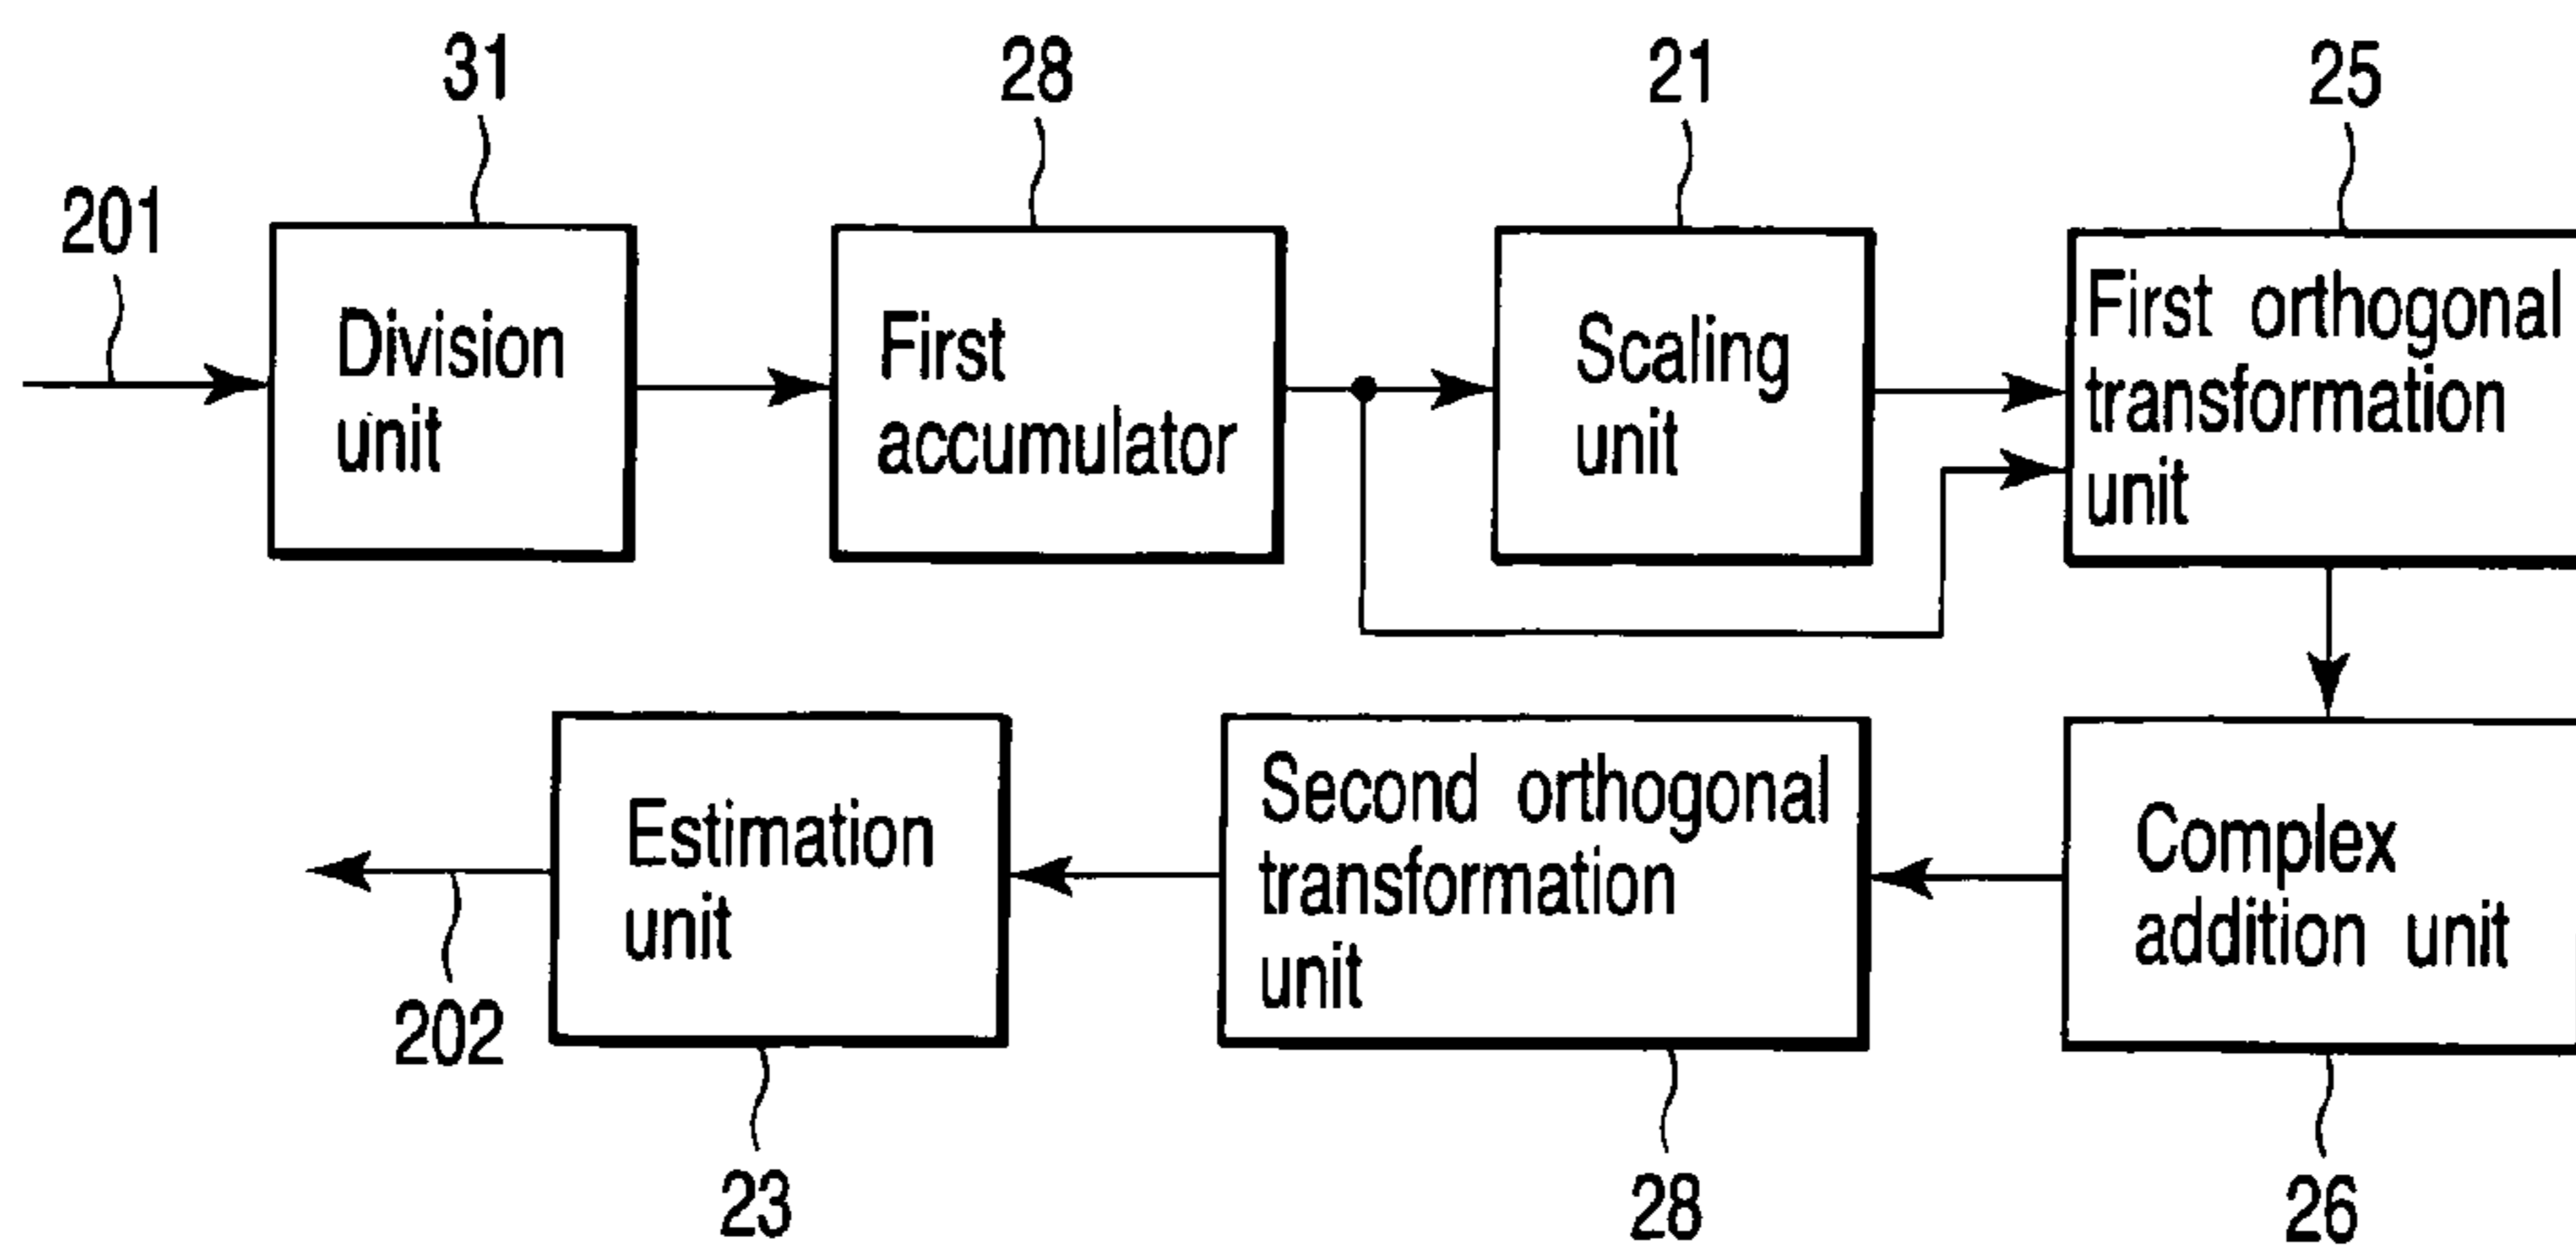 31
28
21
25
201
Division
unit
First
accumulator
Scaling
unit
First orthogonal
transformation
unit
Estimation
unit
Second orthogonal
transformation
unit
Complex
addition unit
202
23
28
26